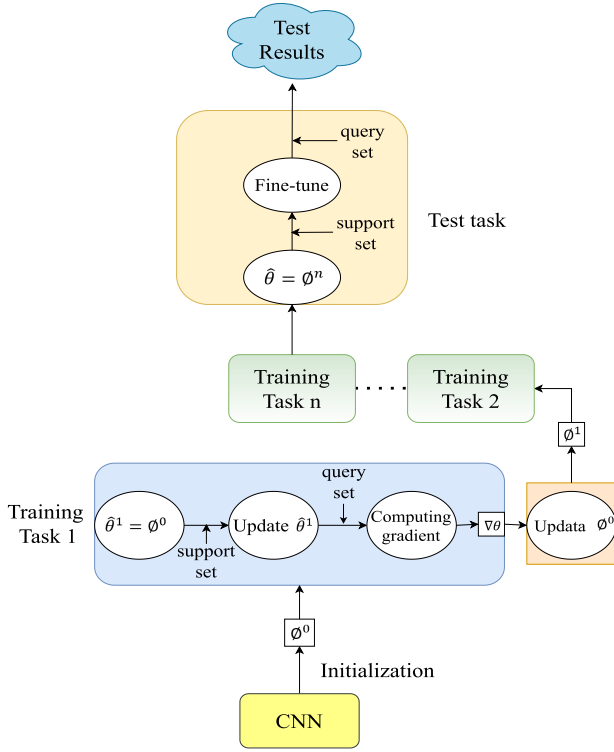 Test
Results
query
set
Fine-tune
support
set
Test task
θ̂ = ∅ⁿ
Training
Task n
Training
Task 2
∅¹
Training
Task 1
query
set
θ̂¹ = ∅⁰
Update θ̂¹
Computing
gradient
∇θ
Updata ∅⁰
support
set
∅⁰
Initialization
CNN